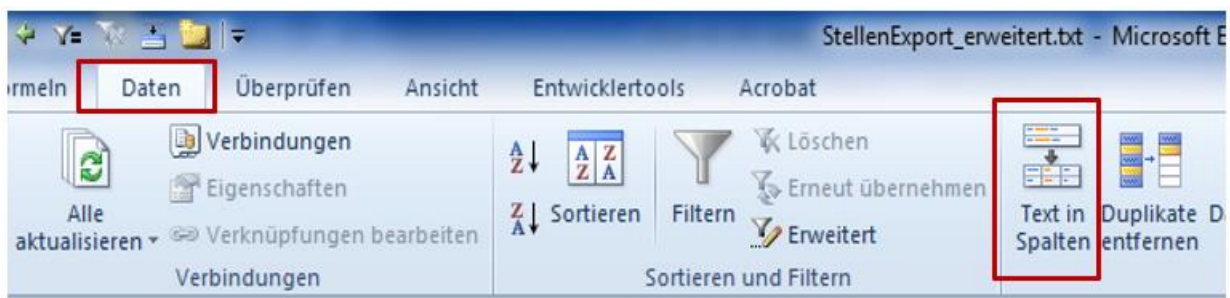 StellenExport_erweitert.txt - Microsoft E
ormeln Daten Überprüfen Ansicht Entwicklertools Acrobat
Alle
aktualisieren
Verbindungen
Eigenschaften
Verknüpfungen bearbeiten
Verbindungen
A
Z
Z
A
A Z
Z A
Sortieren
Filtern
Löschen
Erneut übernehmen
Erweitert
Sortieren und Filtern
Text in
Spalten
Duplikate
entfernen
D